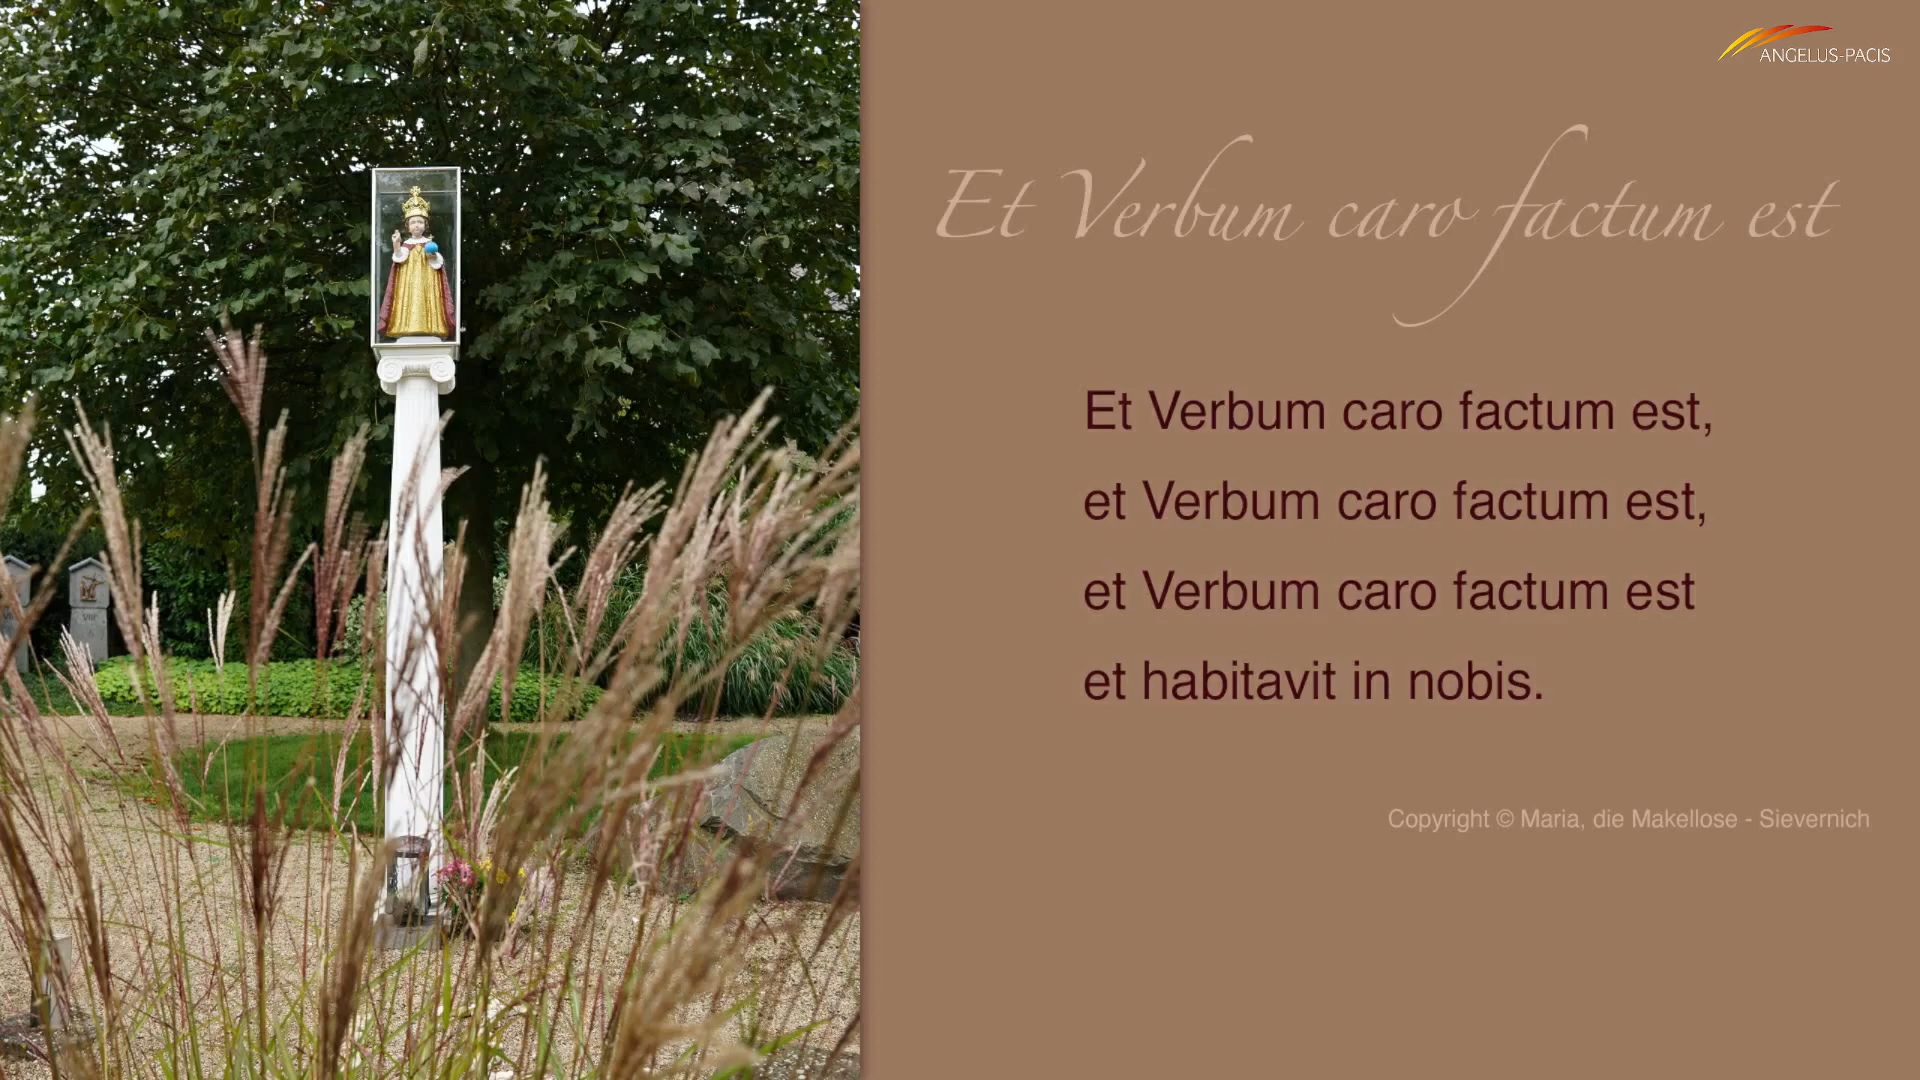 ANGELUS-PACIS
Et Verbum caro factum est
Et Verbum caro factum est,
et Verbum caro factum est,
et Verbum caro factum est
et habitavit in nobis.
Copyright © Maria, die Makellose - Sievernich